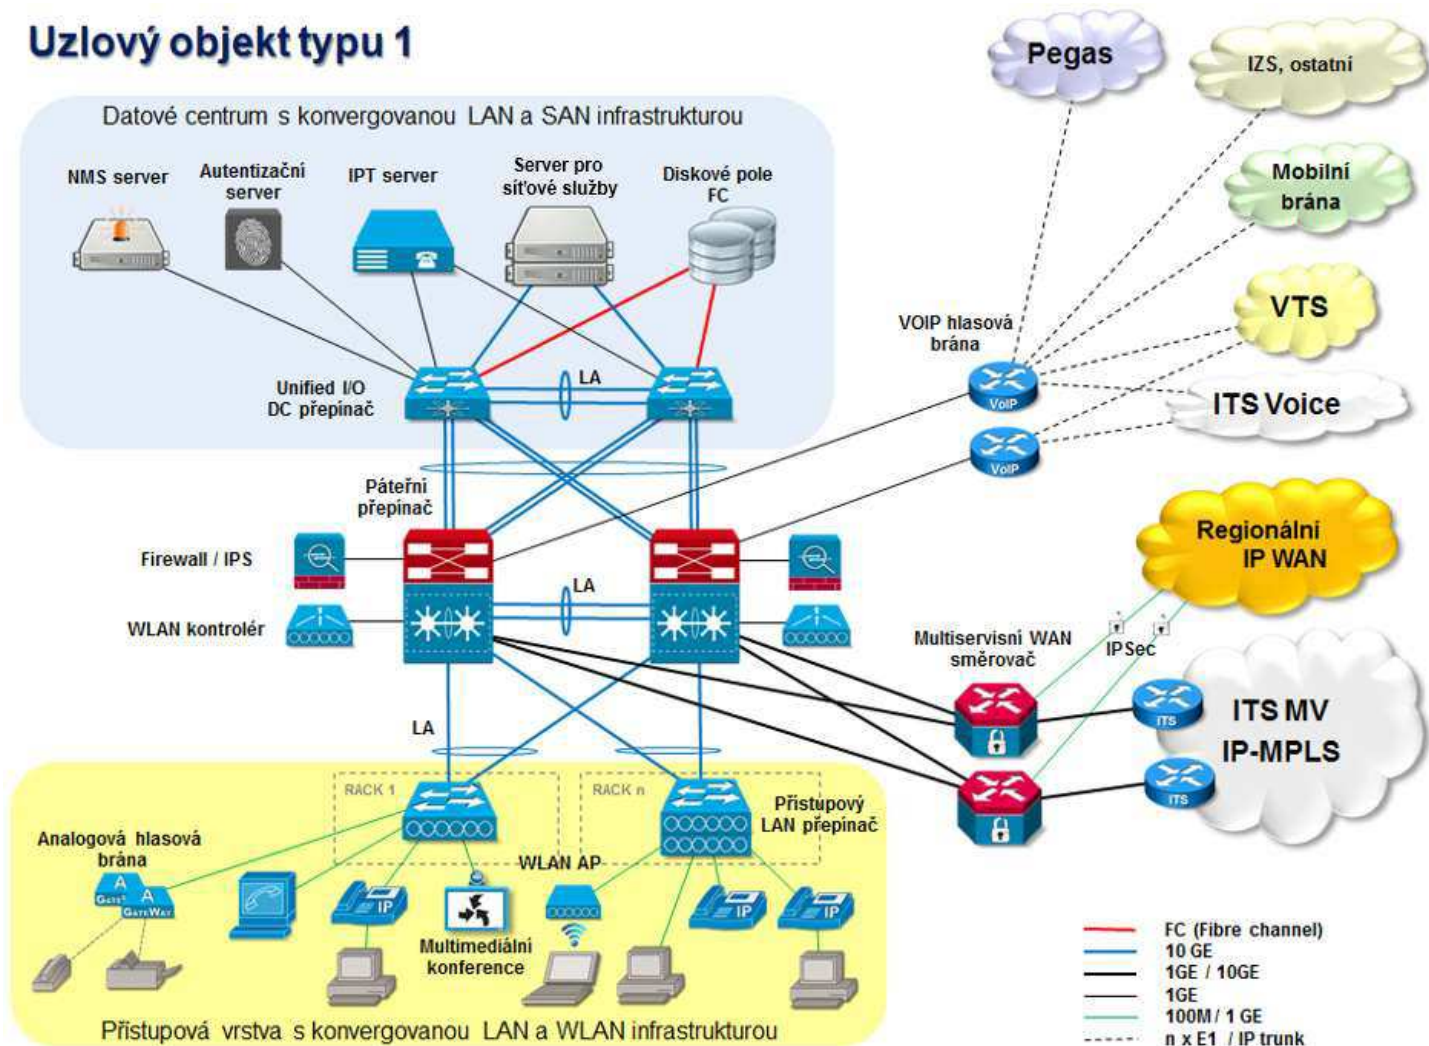 Uzlový objekt typu 1
Datové centrum s konvergovanou LAN a SAN infrastrukturou
NMS server
Autentizační
server
IPT server
Server pro
síťové služby
Diskové pole
FC
Unified I/O
DC přepínač
LA
Páteřní
přepínač
Firewall / IPS
WLAN kontrolér
LA
LA
Pegas
IZS, ostatní
Mobilní
brána
VTS
ITS Voice
VOIP hlasová
brána
VoIP
VoIP
Regionální
IP WAN
IPSec
Multiservisní WAN
směrovač
ITS
ITS
ITS MV
IP-MPLS
RACK 1
RACK n
Přístupový
LAN přepínač
Analogová hlasová
brána
A
A
GATEWAY
IP
WLAN AP
IP
IP
Multimediální
konference
Přístupová vrstva s konvergovanou LAN a WLAN infrastrukturou
FC (Fibre channel)
10 GE
1GE / 10GE
1GE
100M / 1 GE
n x E1 / IP trunk